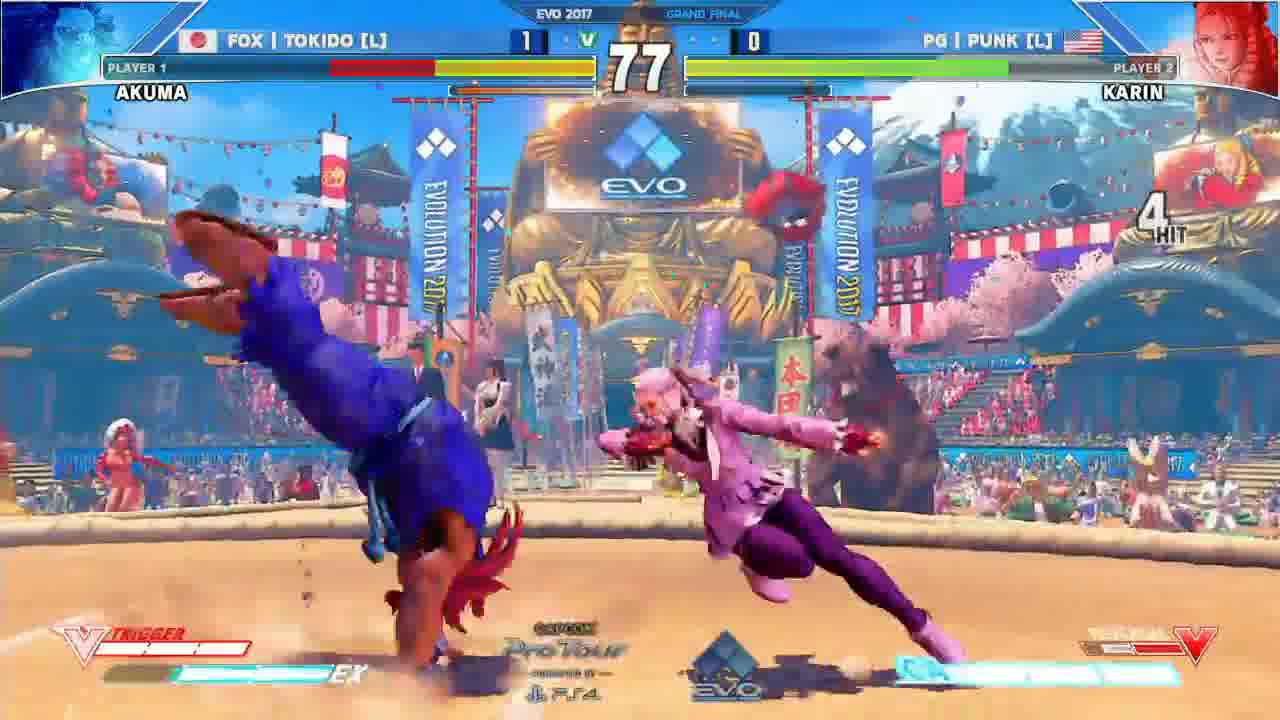 EVO 2017
GRAND FINAL
FOX | TOKIDO [L]
1
V
77
0
PG | PUNK [L]
PLAYER 1
PLAYER 2
AKUMA
KARIN
EVO
EVOLUTION 2017
EVOLUTION 2017
4
HIT
本田
TRIGGER
EX
CAPCOM
Pro Tour
PS4
EVO